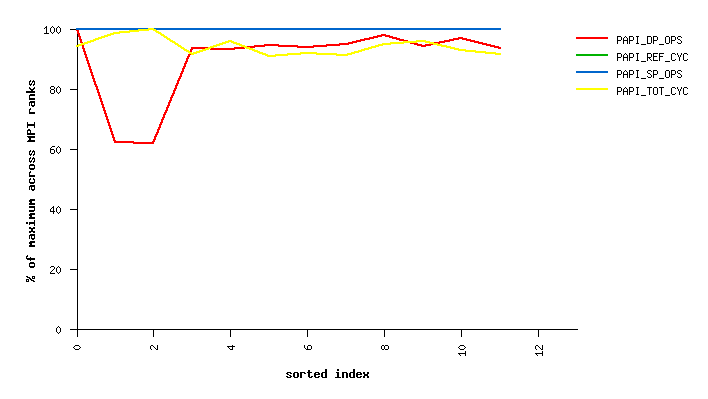 100
80
60
40
20
0
% of maximum across MPI ranks
0
2
4
6
8
10
12
sorted index
PAPI_DP_OPS
PAPI_REF_CYC
PAPI_SP_OPS
PAPI_TOT_CYC